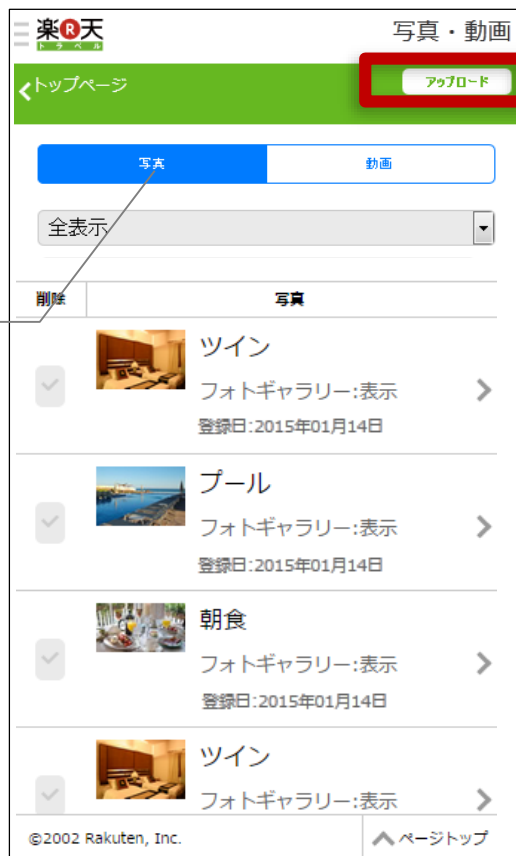 楽R天
トラベル
写真・動画
トップページ
アップロード
写真 動画
全表示
削除 写真
ツイン
フォトギャラリー:表示
登録日:2015年01月14日
プール
フォトギャラリー:表示
登録日:2015年01月14日
朝食
フォトギャラリー:表示
登録日:2015年01月14日
ツイン
フォトギャラリー:表示
©2002 Rakuten, Inc. ページトップ